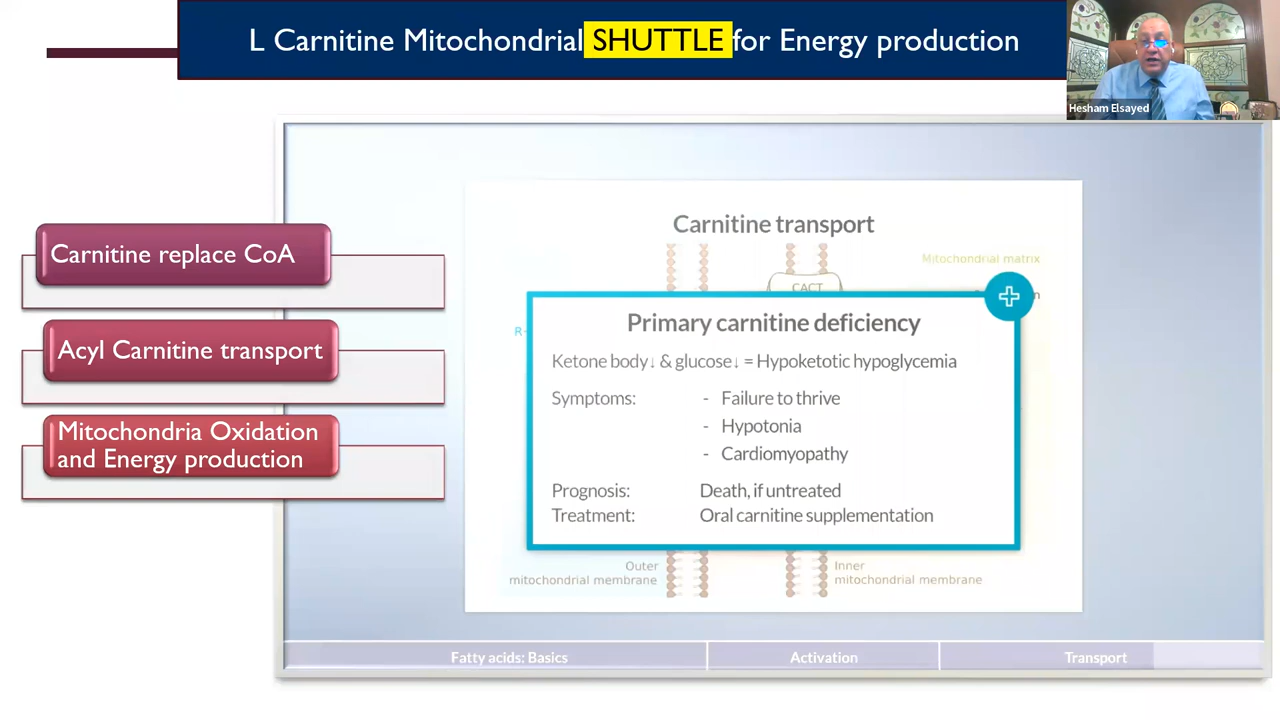 L Carnitine Mitochondrial SHUTTLE for Energy production
Hesham Elsayed
Carnitine replace CoA
Acyl Carnitine transport
Mitochondria Oxidation
and Energy production
Carnitine transport
Mitochondrial matrix
CACT
R-
Primary carnitine deficiency
Ketone body↓ & glucose↓ = Hypoketotic hypoglycemia
Symptoms: - Failure to thrive
- Hypotonia
- Cardiomyopathy
Prognosis: Death, if untreated
Treatment: Oral carnitine supplementation
Outer
mitochondrial membrane
Inner
mitochondrial membrane
Fatty acids: Basics
Activation
Transport